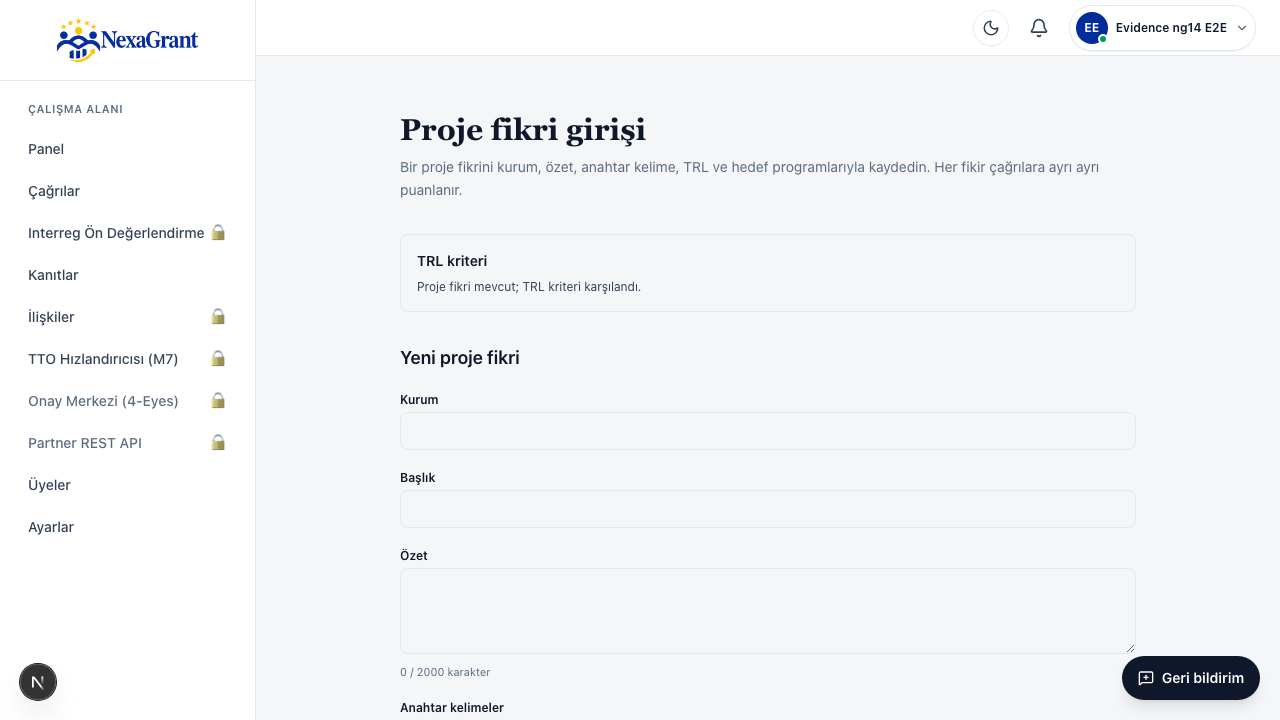 NexaGrant
EE
Evidence ng14 E2E
ÇALIŞMA ALANI
Panel
Çağrılar
Interreg Ön Değerlendirme
Kanıtlar
İlişkiler
TTO Hızlandırıcısı (M7)
Onay Merkezi (4-Eyes)
Partner REST API
Üyeler
Ayarlar
N
Proje fikri girişi
Bir proje fikrini kurum, özet, anahtar kelime, TRL ve hedef programlarıyla kaydedin. Her fikir çağrılara ayrı ayrı
puanlanır.
TRL kriteri
Proje fikri mevcut; TRL kriteri karşılandı.
Yeni proje fikri
Kurum
Başlık
Özet
0 / 2000 karakter
Anahtar kelimeler
Geri bildirim